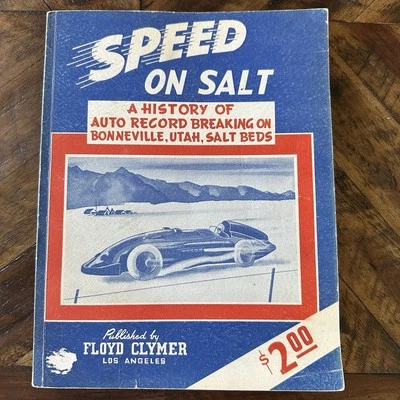 SPEED
ON SALT
A HISTORY OF
AUTO RECORD BREAKING ON
BONNEVILLE, UTAH, SALT BEDS
Published by
FLOYD CLYMER
LOS ANGELES
$2.00